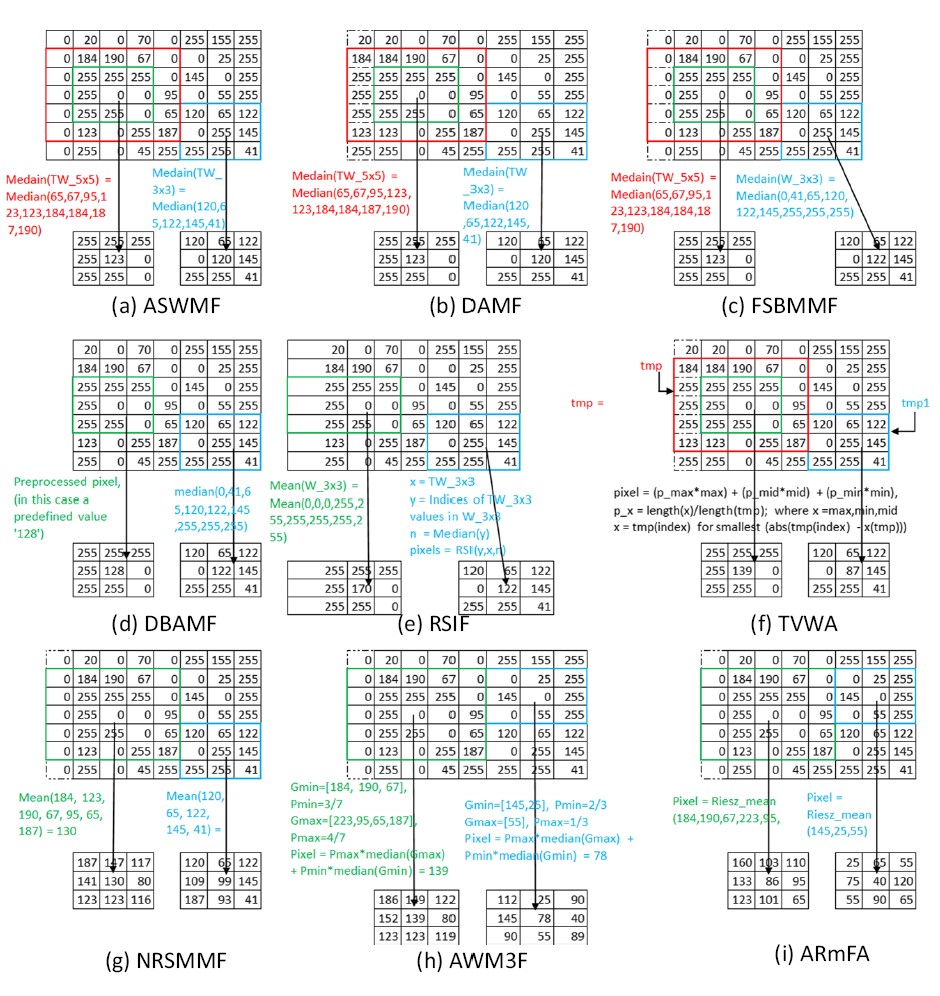 0 20 0 70 0 255 155 255
0 184 190 67 0 0 25 255
0 255 255 255 0 145 0 255
0 255 0 0 95 0 55 255
0 255 255 0 65 120 65 122
0 123 0 255 187 0 255 145
0 255 0 45 255 255 255 41
Medain(TW_5x5) =
Median(65,67,95,1
23,123,184,184,18
7,190)
Medain(TW_
3x3) =
Median(120,6
5,122,145,41)
255 255 255
255 123 0
255 255 0
120 65 122
0 120 145
255 255 41
(a) ASWMF
20 20 0 70 0 255 155 255
184 184 190 67 0 0 25 255
255 255 255 255 0 145 0 255
255 255 0 0 95 0 55 255
255 255 255 0 65 120 65 122
123 123 0 255 187 0 255 145
255 255 0 45 255 255 255 41
Medain(TW_5x5) =
Median(65,67,95,123,
123,184,184,187,190)
Medain(TW
_3x3) =
Median(120
,65,122,145,
41)
255 255 255
255 123 0
255 255 0
120 65 122
0 120 145
255 255 41
(b) DAMF
0 20 0 70 0 255 155 255
0 184 190 67 0 0 25 255
0 255 255 255 0 145 0 255
0 255 0 0 95 0 55 255
0 255 255 0 65 120 65 122
0 123 0 255 187 0 255 145
0 255 0 45 255 255 255 41
Medain(TW_5x5) =
Median(65,67,95,1
23,123,184,184,18
7,190)
Medain(W_3x3) =
Median(0,41,65,120,
122,145,255,255,255)
255 255 255
255 123 0
255 255 0
120 65 122
0 122 145
255 255 41
(c) FSBMMF
20 0 70 0 255 155 255
184 190 67 0 0 25 255
255 255 255 0 145 0 255
255 0 0 95 0 55 255
255 255 0 65 120 65 122
123 0 255 187 0 255 145
255 0 45 255 255 255 41
Preprocessed pixel,
(in this case a
predefined value
'128')
median(0,41,6
5,120,122,145
,255,255,255)
255 255 255
255 128 0
255 255 0
120 65 122
0 122 145
255 255 41
(d) DBAMF
20 0 70 0 255 155 255
184 190 67 0 0 25 255
255 255 255 0 145 0 255
255 0 0 95 0 55 255
255 255 0 65 120 65 122
123 0 255 187 0 255 145
255 0 45 255 255 255 41
Mean(W_3x3) =
Mean(0,0,0,255,2
55,255,255,255,2
55)
x = TW_3x3
y = Indices of TW_3x3
values in W_3x3
n = Median(y)
pixels = RSI(y,x,n)
255 255 255
255 170 0
255 255 0
120 65 122
0 122 145
255 255 41
(e) RSIF
tmp =
tmp
tmp1
20 20 0 70 0 255 155 255
184 184 190 67 0 0 25 255
255 255 255 255 0 145 0 255
255 255 0 0 95 0 55 255
255 255 255 0 65 120 65 122
123 123 0 255 187 0 255 145
255 255 0 45 255 255 255 41
pixel = (p_max*max) + (p_mid*mid) + (p_min*min),
p_x = length(x)/length(tmp); where x =max,min,mid
x = tmp(index) for smallest (abs(tmp(index) -x(tmp)))
255 255 255
255 139 0
255 255 0
120 65 122
0 87 145
255 255 41
(f) TVWA
0 20 0 70 0 255 155 255
0 184 190 67 0 0 25 255
0 255 255 255 0 145 0 255
0 255 0 0 95 0 55 255
0 255 255 0 65 120 65 122
0 123 0 255 187 0 255 145
0 255 0 45 255 255 255 41
Mean(184, 123,
190, 67, 95, 65,
187) = 130
Mean(120,
65, 122,
145, 41) =
187 147 117
141 130 80
123 123 116
120 65 122
109 99 145
187 93 41
(g) NRSMMF
0 20 0 70 0 255 155 255
0 184 190 67 0 0 25 255
0 255 255 255 0 145 0 255
0 255 0 0 95 0 55 255
0 255 255 0 65 120 65 122
0 123 0 255 187 0 255 145
0 255 0 45 255 255 255 41
Gmin=[184, 190, 67],
Pmin=3/7
Gmax=[223,95,65,187],
Pmax=4/7
Pixel = Pmax*median(Gmax)
+ Pmin*median(Gmin) = 139
Gmin=[145,25], Pmin=2/3
Gmax=[55], Pmax=1/3
Pixel = Pmax*median(Gmax) +
Pmin*median(Gmin) = 78
186 149 122
152 139 80
123 123 119
112 25 90
145 78 40
90 55 89
(h) AWM3F
0 20 0 70 0 255 155 255
0 184 190 67 0 0 25 255
0 255 255 255 0 145 0 255
0 255 0 0 95 0 55 255
0 255 255 0 65 120 65 122
0 123 0 255 187 0 255 145
0 255 0 45 255 255 255 41
Pixel = Riesz_mean
(184,190,67,223,95,
Pixel =
Riesz_mean
(145,25,55)
160 103 110
133 86 95
123 101 65
25 65 55
75 40 120
55 90 65
(i) ARmFA